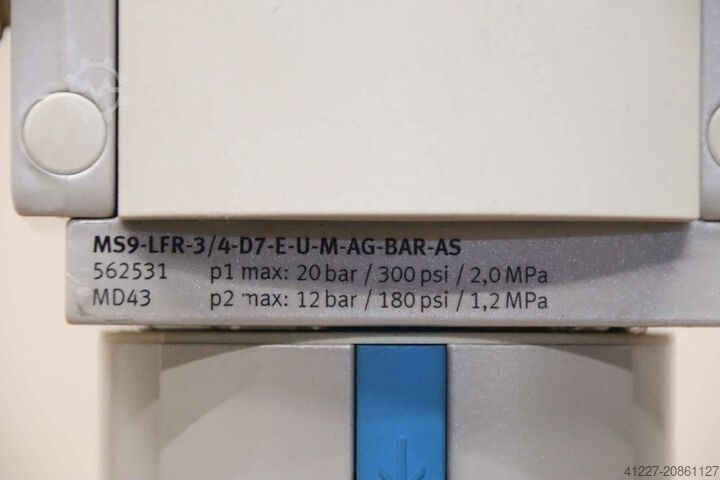 MS9-LFR-3/4-D7-E-U-M-AG-BAR-AS
562531 p1 max: 20 bar / 300 psi / 2,0 MPa
MD43 p2 max: 12 bar / 180 psi / 1,2 MPa
41227-20861127